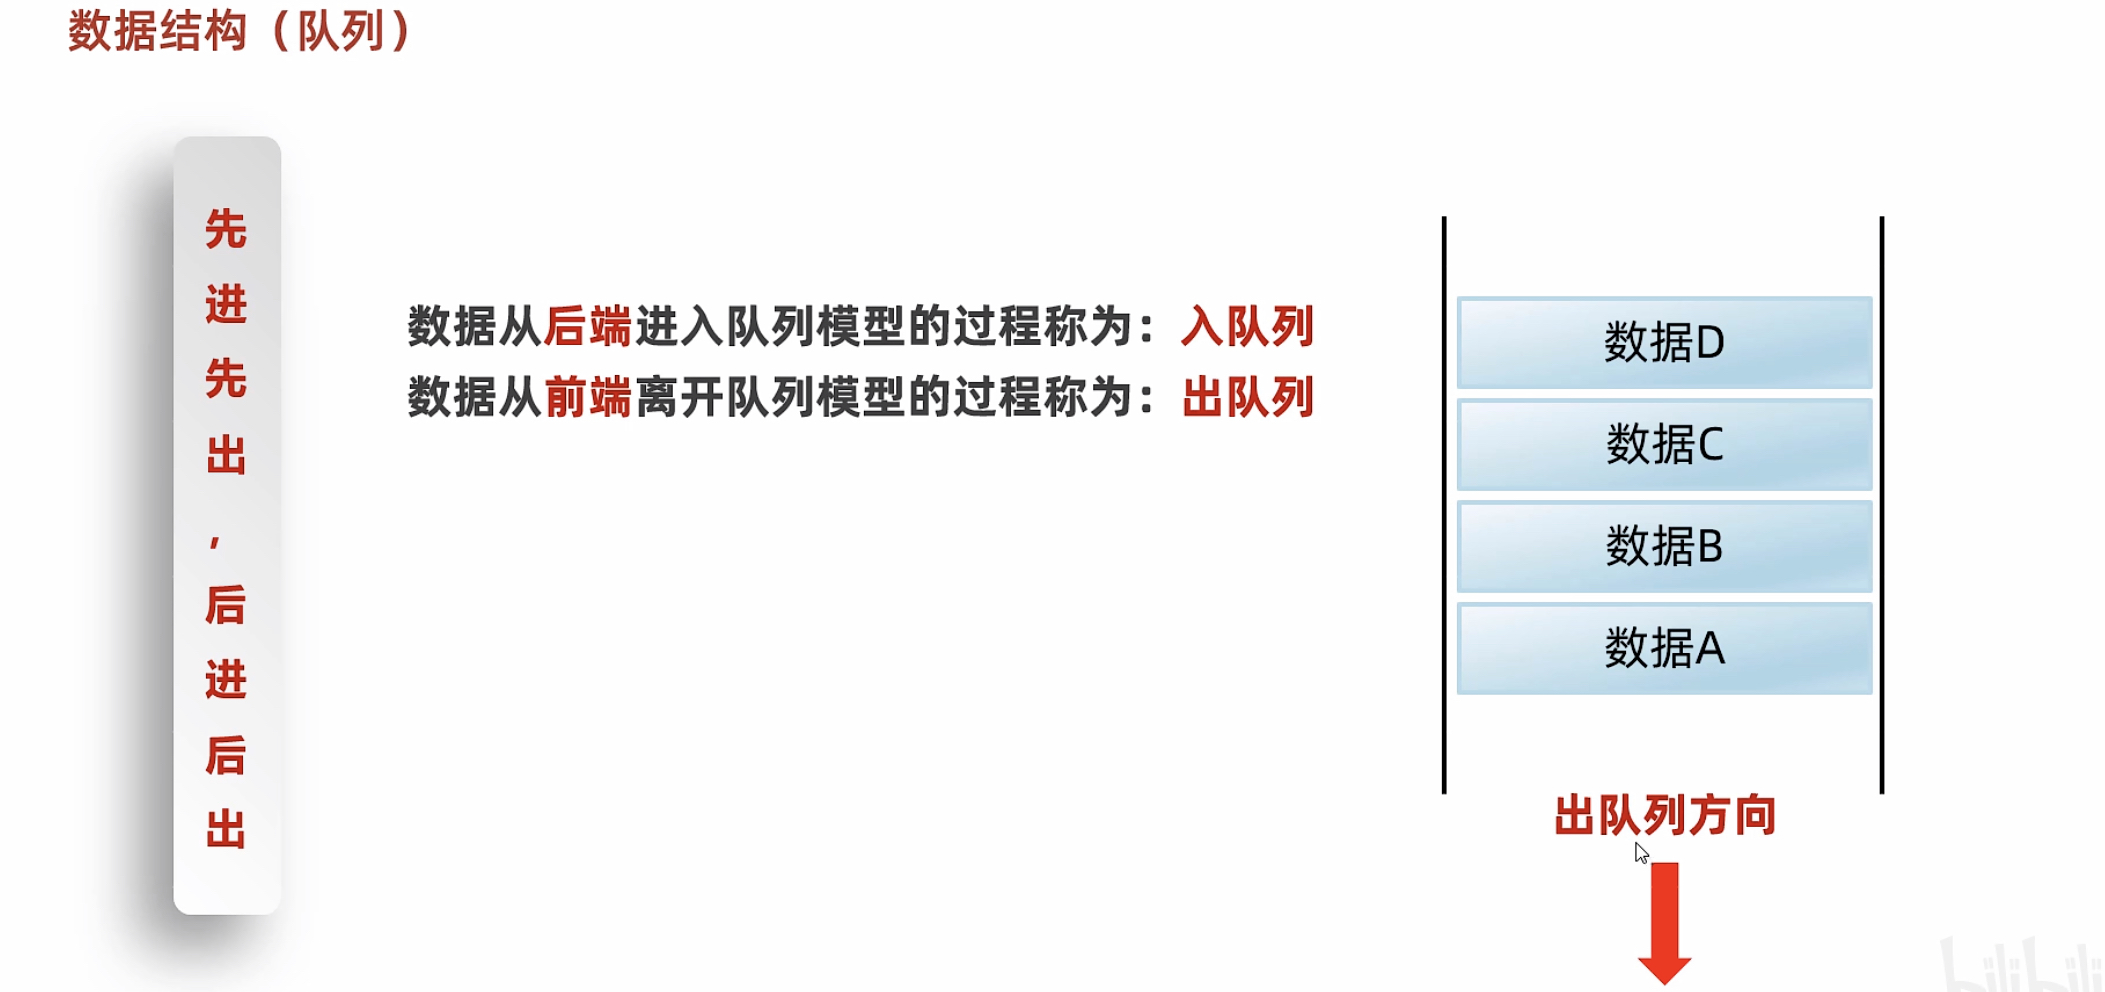 数据结构（队列）
先进先出，后进后出
数据从后端进入队列模型的过程称为：入队列
数据从前端离开队列模型的过程称为：出队列
数据D
数据C
数据B
数据A
出队列方向
bilibili